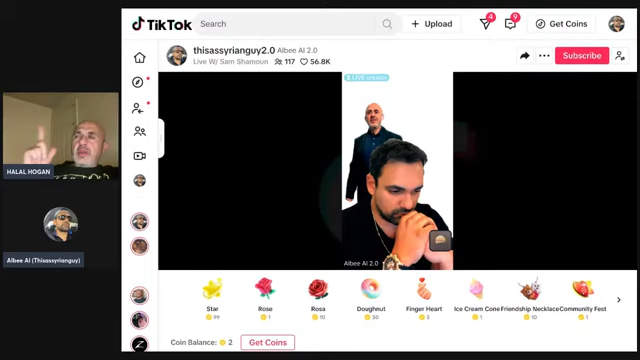 TikTok
Search
Upload
4
9
Get Coins
thisassyrianguy2.0 Albee AI 2.0
Live W/ Sam Shamoun 117 56.8K
Subscribe
LIVE creator
HALAL HOGAN
Albee AI (Thisassyrianguy)
Albee AI 2.0
Star
99
Rose
1
Rosa
10
Doughnut
30
Finger Heart
5
Ice Cream Cone
1
Friendship Necklace
10
Community Fest
1
Coin Balance: 2 Get Coins